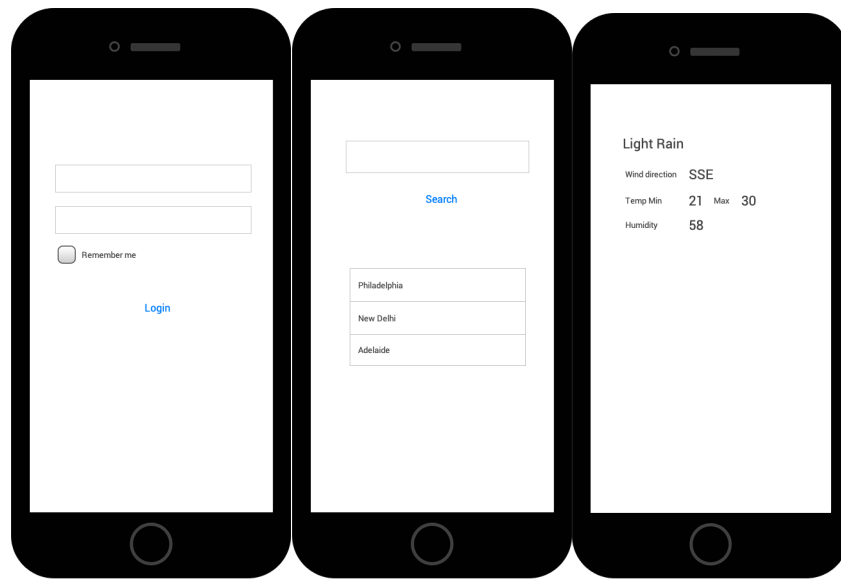 Remember me
Login
Search
Philadelphia
New Delhi
Adelaide
Light Rain
Wind direction SSE
Temp Min 21 Max 30
Humidity 58